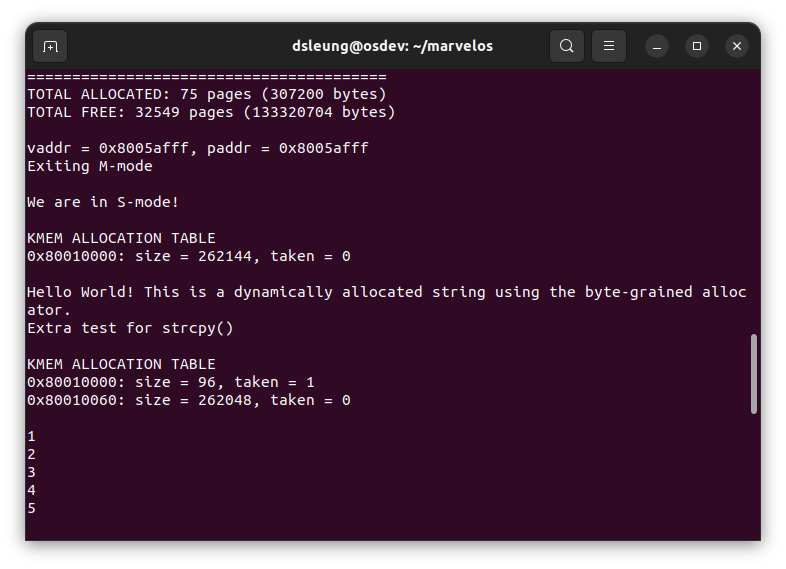 dsleung@osdev: ~/marvelos
========================================
TOTAL ALLOCATED: 75 pages (307200 bytes)
TOTAL FREE: 32549 pages (133320704 bytes)
vaddr = 0x8005afff, paddr = 0x8005afff
Exiting M-mode
We are in S-mode!
KMEM ALLOCATION TABLE
0x80010000: size = 262144, taken = 0
Hello World! This is a dynamically allocated string using the byte-grained alloc
ator.
Extra test for strcpy()
KMEM ALLOCATION TABLE
0x80010000: size = 96, taken = 1
0x80010060: size = 262048, taken = 0
1
2
3
4
5